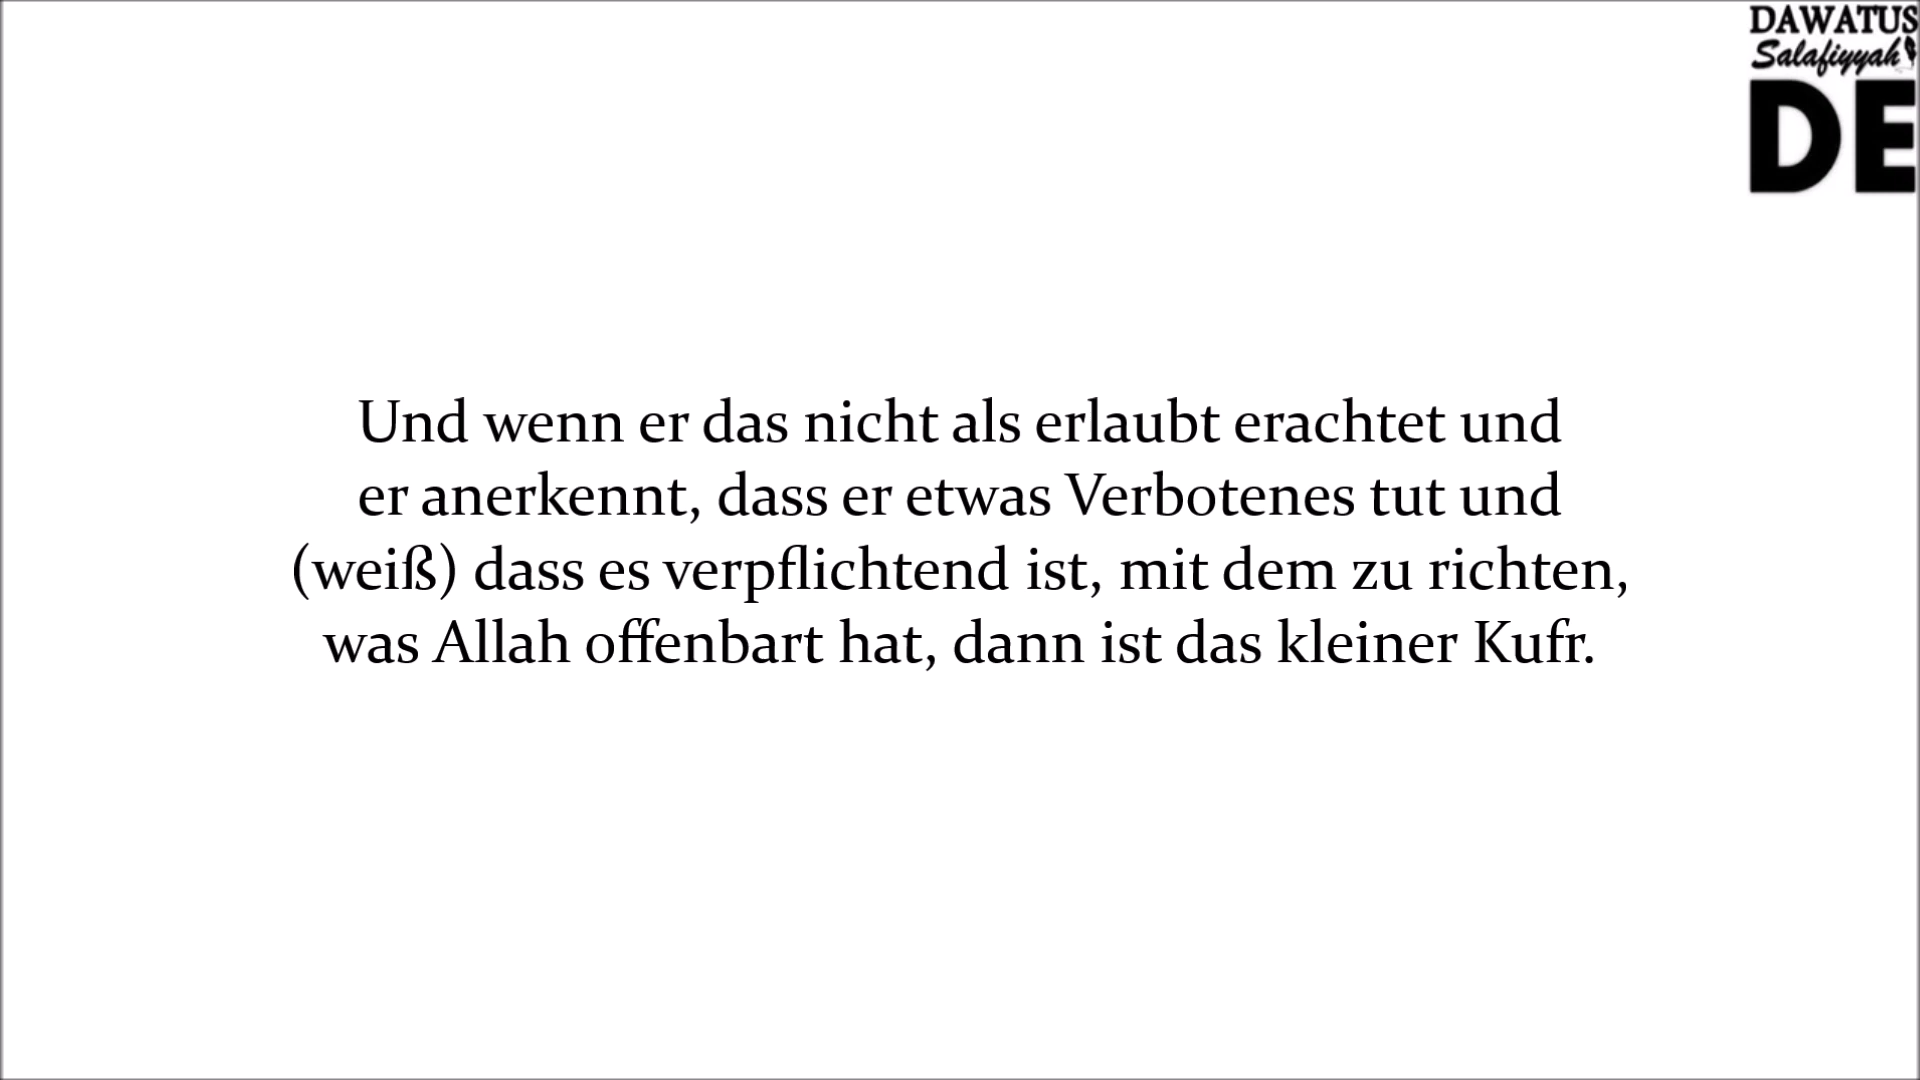 DAWATUS
Salafiyyah
DE
Und wenn er das nicht als erlaubt erachtet und
er anerkennt, dass er etwas Verbotenes tut und
(weiß) dass es verpflichtend ist, mit dem zu richten,
was Allah offenbart hat, dann ist das kleiner Kufr.